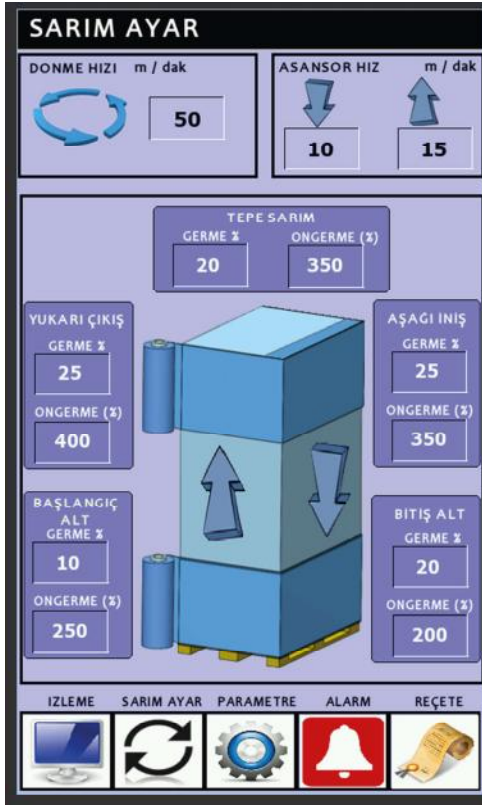 SARIM AYAR
DONME HIZI m / dak
50
ASANSOR HIZ m / dak
10 15
TEPE SARIM
GERME % ONGERME (%)
20 350
YUKARI ÇIKIŞ
GERME %
25
ONGERME (%)
400
AŞAGI INIŞ
GERME %
25
ONGERME (%)
350
BAŞLANGIÇ
ALT
GERME %
10
ONGERME (%)
250
BITIŞ ALT
GERME %
20
ONGERME (%)
200
IZLEME SARIM AYAR PARAMETRE ALARM REÇETE